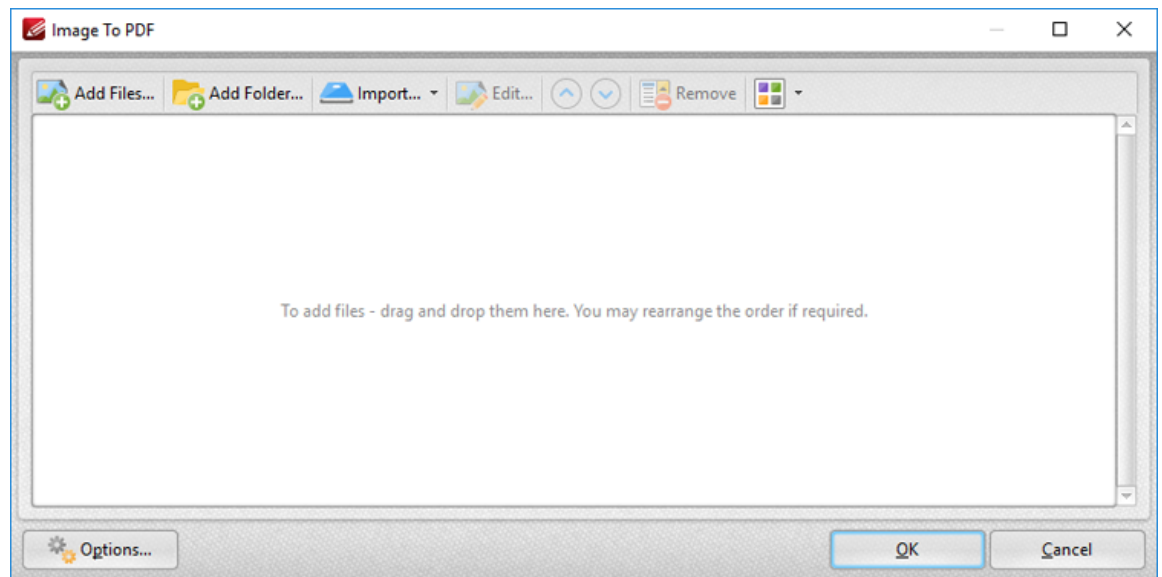 Image To PDF
Add Files... Add Folder... Import... Edit... Remove
To add files - drag and drop them here. You may rearrange the order if required.
Options... OK Cancel